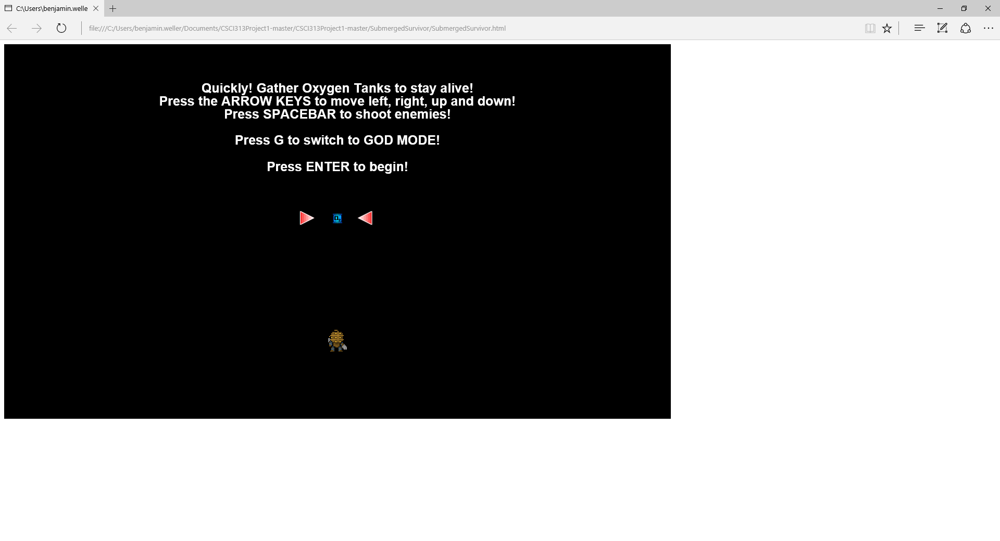 C:\Users\benjamin.welle
file:///C:/Users/benjamin.weller/Documents/CSCI313Project1-master/CSCI313Project1-master/SubmergedSurvivor/SubmergedSurvivor.html
Quickly! Gather Oxygen Tanks to stay alive!
Press the ARROW KEYS to move left, right, up and down!
Press SPACEBAR to shoot enemies!
Press G to switch to GOD MODE!
Press ENTER to begin!